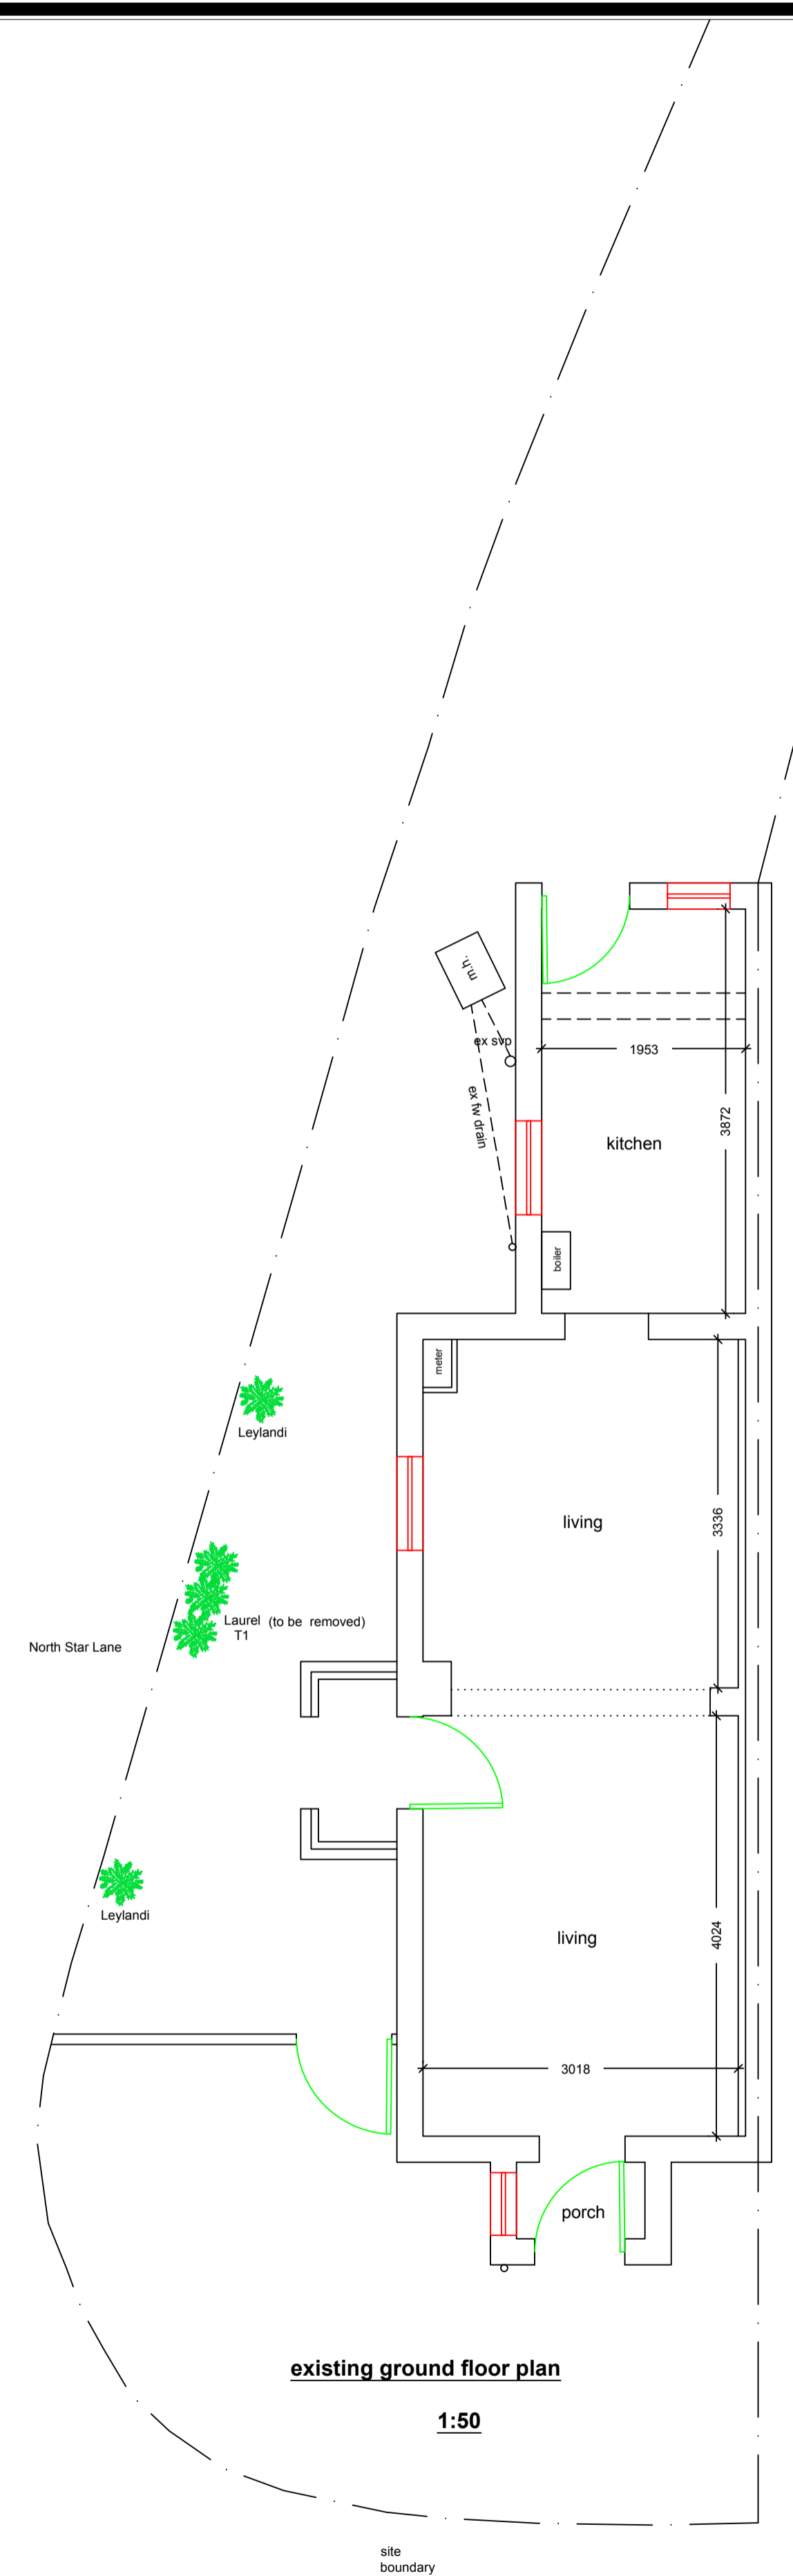 m.h.
ex svp
1953
ex fw drain
3872
kitchen
boiler
meter
Leylandi
living
3336
Laurel (to be removed)
T1
North Star Lane
Leylandi
living
4024
3018
porch
existing ground floor plan
1:50
site
boundary